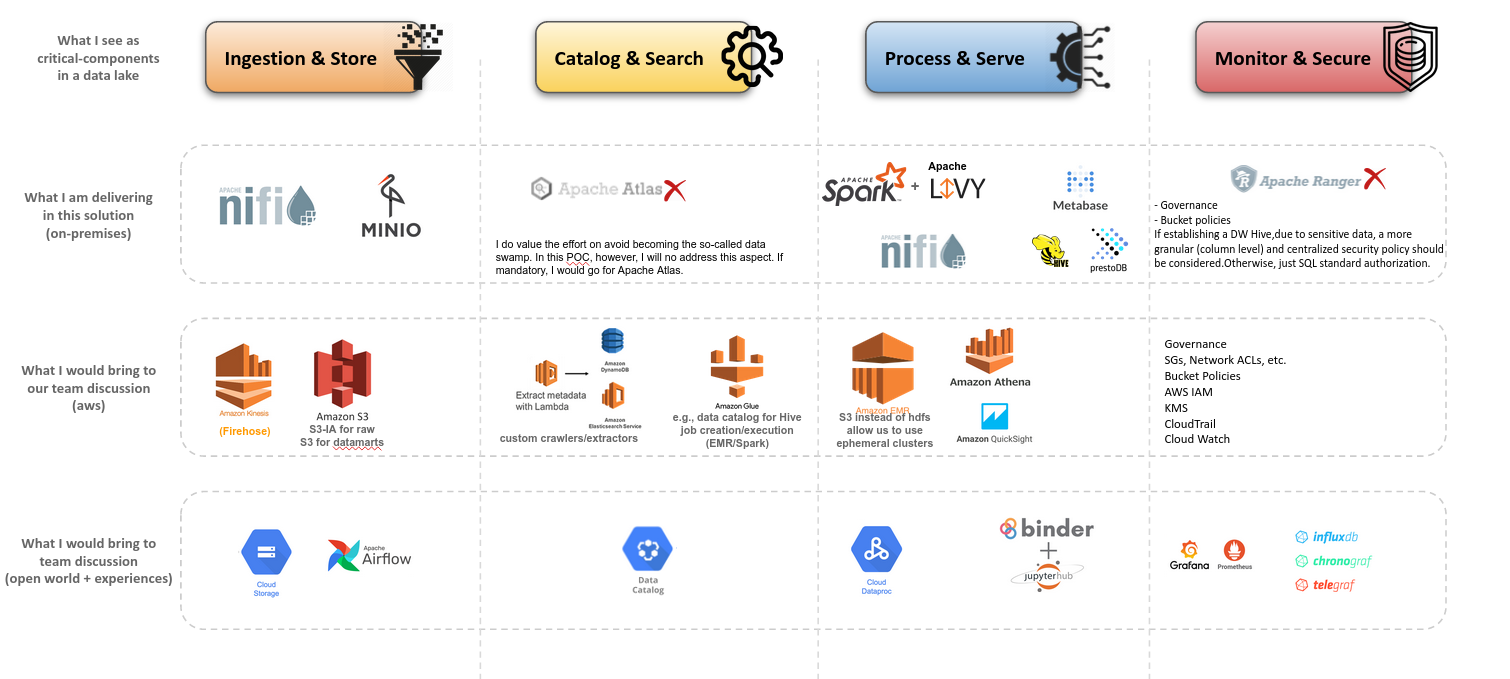 What I see as
critical-components
in a data lake
Ingestion & Store
Catalog & Search
Process & Serve
Monitor & Secure
What I am delivering
in this solution
(on-premises)
APACHE
nifi
MINIO
Apache Atlas
I do value the effort on avoid becoming the so-called data
swamp. In this POC, however, I will no address this aspect. If
mandatory, I would go for Apache Atlas.
APACHE
Spark
+
Apache
LIVY
Metabase
nifi
HIVE
prestoDB
Apache Ranger
- Governance
- Bucket policies
If establishing a DW Hive,due to sensitive data, a more
granular (column level) and centralized security policy should
be considered.Otherwise, just SQL standard authorization.
What I would bring to
our team discussion
(aws)
Amazon Kinesis
(Firehose)
Amazon S3
S3-IA for raw
S3 for datamarts
Amazon
DynamoDB
Extract metadata
with Lambda
Amazon
Elasticsearch Service
custom crawlers/extractors
Amazon Glue
e.g., data catalog for Hive
job creation/execution
(EMR/Spark)
Amazon EMR
S3 instead of hdfs
allow us to use
ephemeral clusters
Amazon Athena
Amazon QuickSight
Governance
SGs, Network ACLs, etc.
Bucket Policies
AWS IAM
KMS
CloudTrail
Cloud Watch
What I would bring to
team discussion
(open world + experiences)
Cloud
Storage
Apache
Airflow
Data
Catalog
Cloud
Dataproc
binder
+
jupyterhub
Grafana
Prometheus
influxdb
chronograf
telegraf